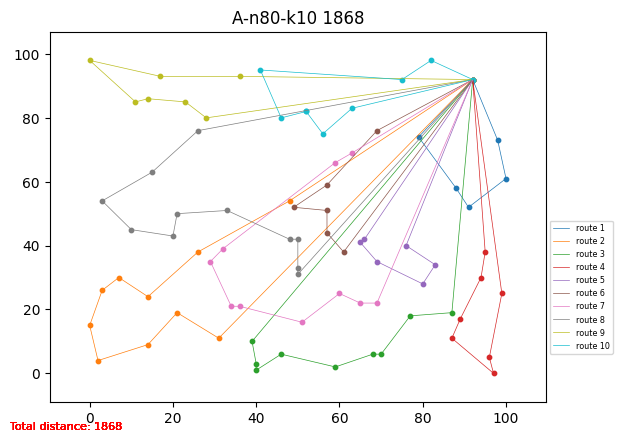 A-n80-k10 1868
100
80
60
40
20
0
0 20 40 60 80 100
route 1
route 2
route 3
route 4
route 5
route 6
route 7
route 8
route 9
route 10
Total distance: 1868